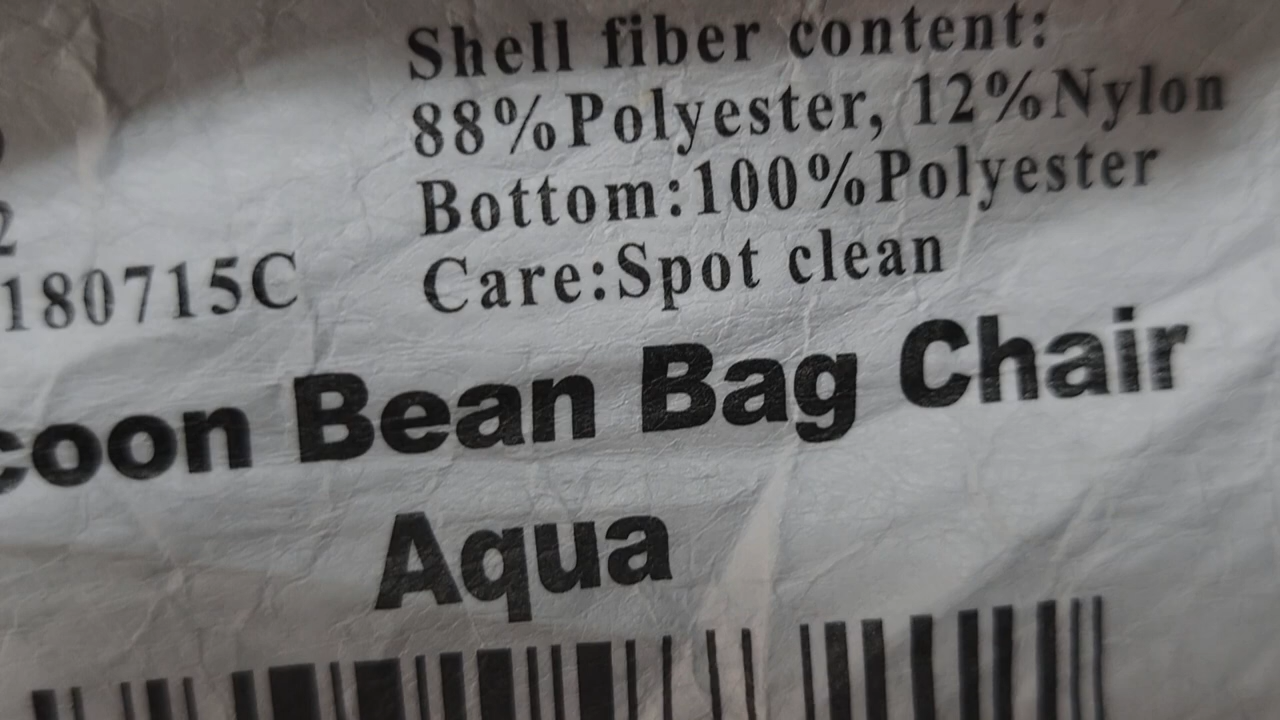 Shell fiber content:
88%Polyester, 12%Nylon
Bottom:100%Polyester
2
180715C Care:Spot clean
coon Bean Bag Chair
Aqua